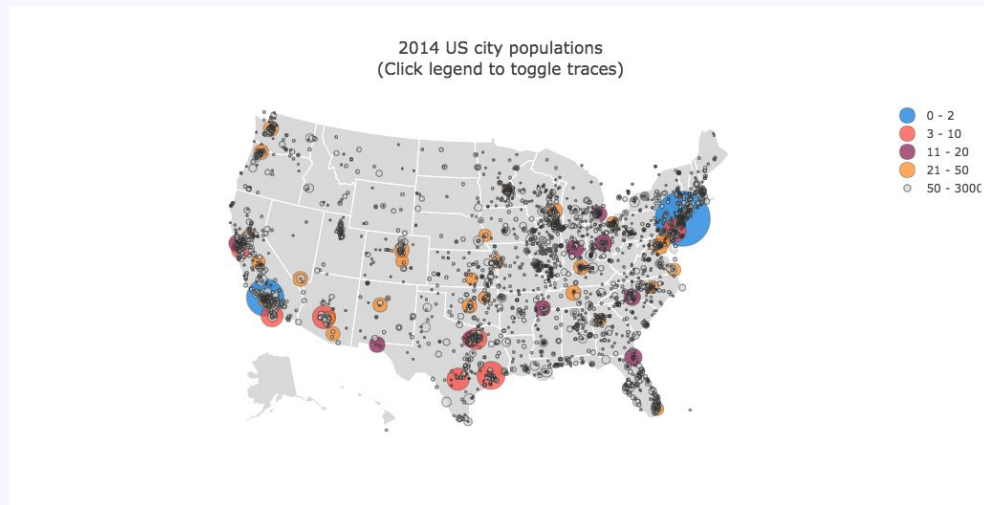 2014 US city populations
(Click legend to toggle traces)
0 - 2
3 - 10
11 - 20
21 - 50
50 - 3000